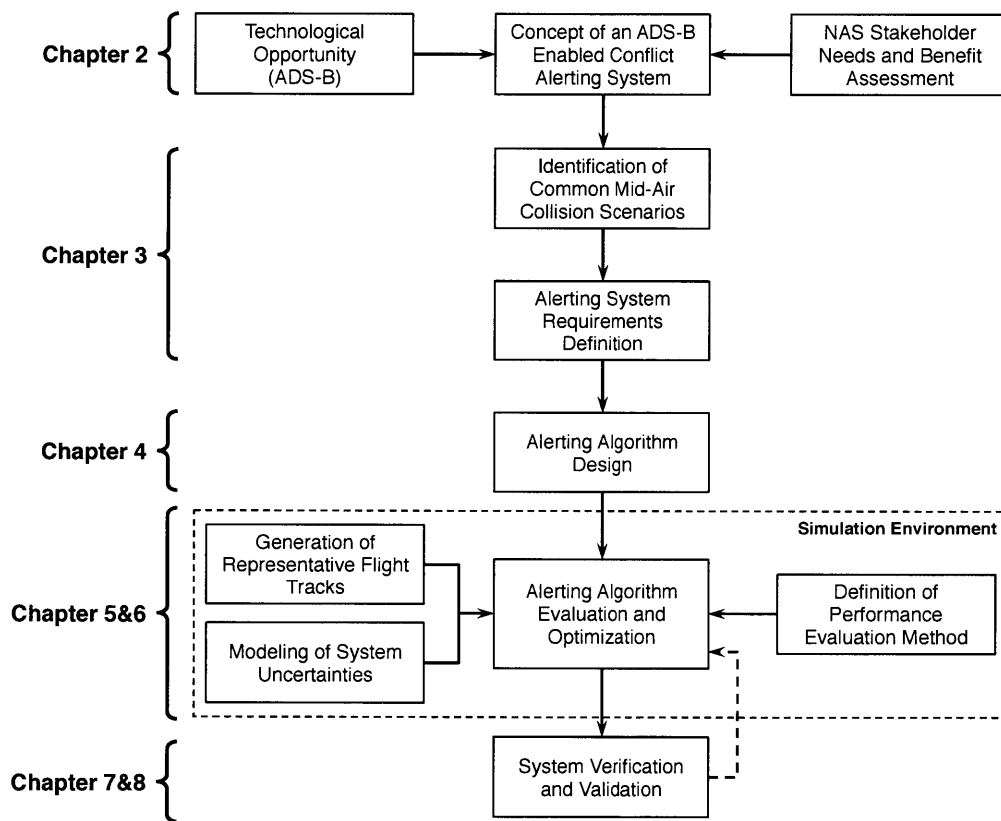 Chapter 2
Technological
Opportunity
(ADS-B)
Concept of an ADS-B
Enabled Conflict
Alerting System
NAS Stakeholder
Needs and Benefit
Assessment
Chapter 3
Identification of
Common Mid-Air
Collision Scenarios
Alerting System
Requirements
Definition
Chapter 4
Alerting Algorithm
Design
Chapter 5&6
Simulation Environment
Generation of
Representative Flight
Tracks
Modeling of System
Uncertainties
Alerting Algorithm
Evaluation and
Optimization
Definition of
Performance
Evaluation Method
Chapter 7&8
System Verification
and Validation